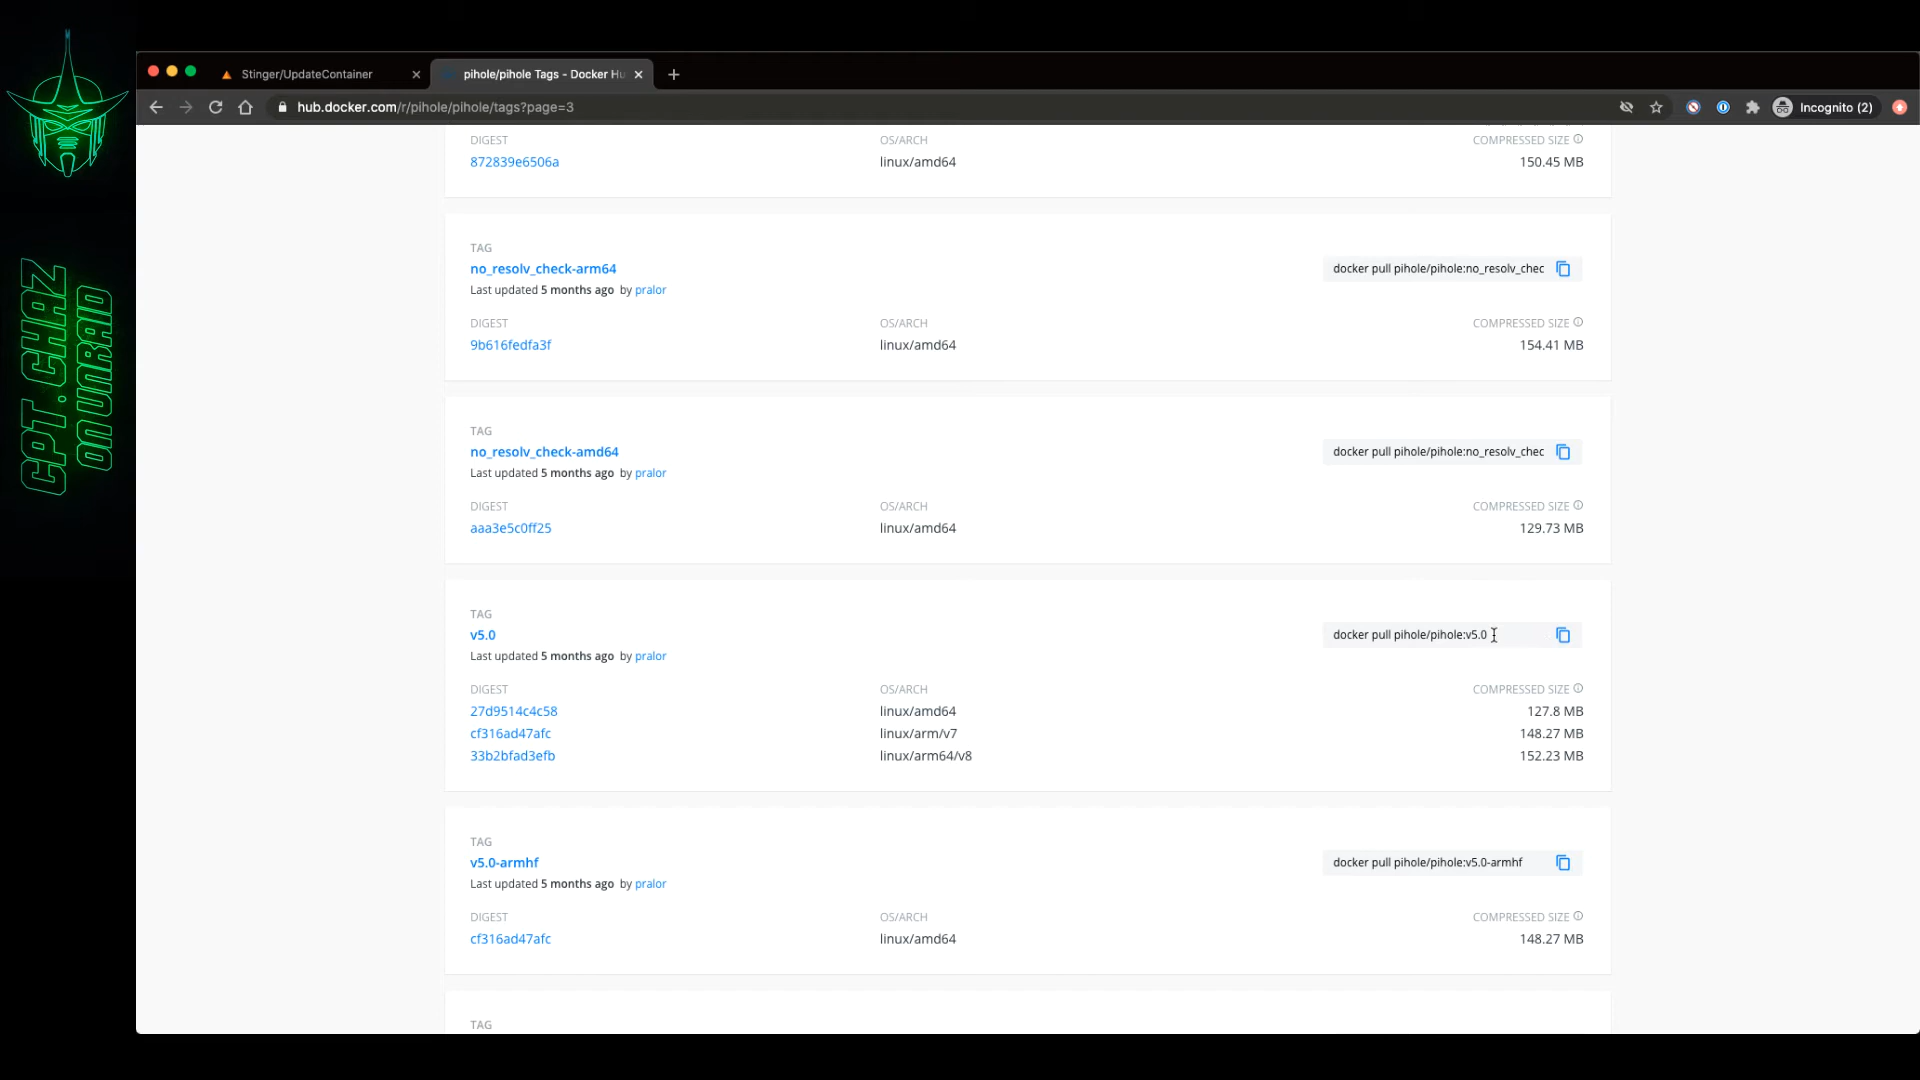 CPT. CHAZ
ON UNRAID
Stinger/UpdateContainer
pihole/pihole Tags - Docker Hu
hub.docker.com/r/pihole/pihole/tags?page=3
Incognito (2)
DIGEST OS/ARCH COMPRESSED SIZE
872839e6506a linux/amd64 150.45 MB
TAG
no_resolv_check-arm64 docker pull pihole/pihole:no_resolv_chec
Last updated 5 months ago by pralor
DIGEST OS/ARCH COMPRESSED SIZE
9b616fedfa3f linux/amd64 154.41 MB
TAG
no_resolv_check-amd64 docker pull pihole/pihole:no_resolv_chec
Last updated 5 months ago by pralor
DIGEST OS/ARCH COMPRESSED SIZE
aaa3e5c0ff25 linux/amd64 129.73 MB
TAG
v5.0 docker pull pihole/pihole:v5.0
Last updated 5 months ago by pralor
DIGEST OS/ARCH COMPRESSED SIZE
27d9514c4c58 linux/amd64 127.8 MB
cf316ad47afc linux/arm/v7 148.27 MB
33b2bfad3efb linux/arm64/v8 152.23 MB
TAG
v5.0-armhf docker pull pihole/pihole:v5.0-armhf
Last updated 5 months ago by pralor
DIGEST OS/ARCH COMPRESSED SIZE
cf316ad47afc linux/amd64 148.27 MB
TAG